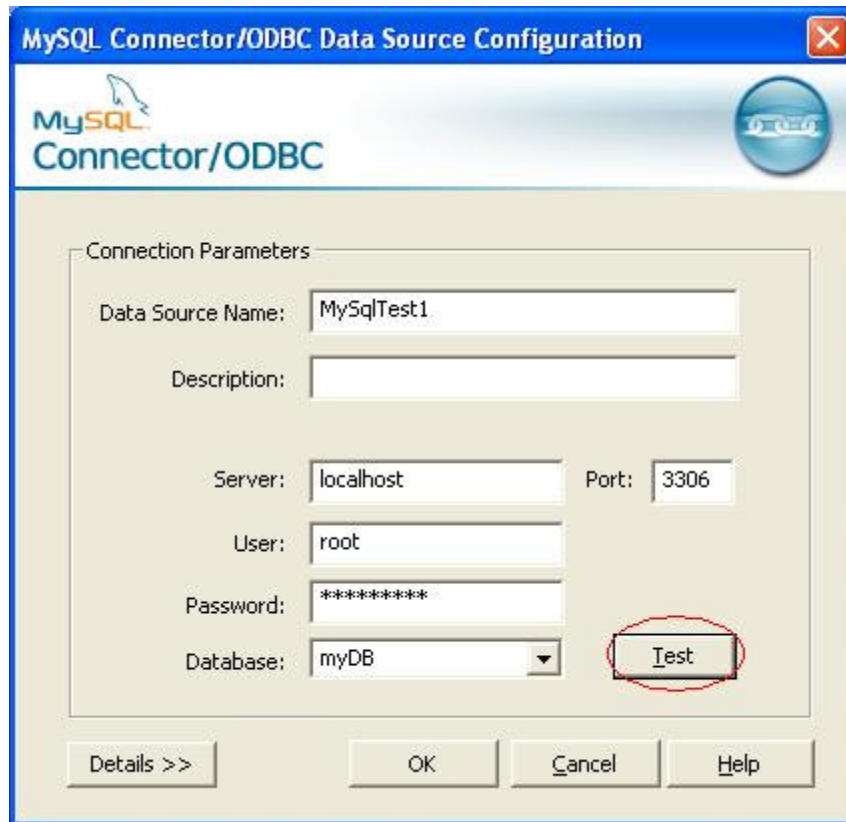 MySQL Connector/ODBC Data Source Configuration
MySQL
Connector/ODBC
Connection Parameters
Data Source Name: MySqlTest1
Description:
Server: localhost Port: 3306
User: root
Password: *********
Database: myDB Test
Details >> OK Cancel Help